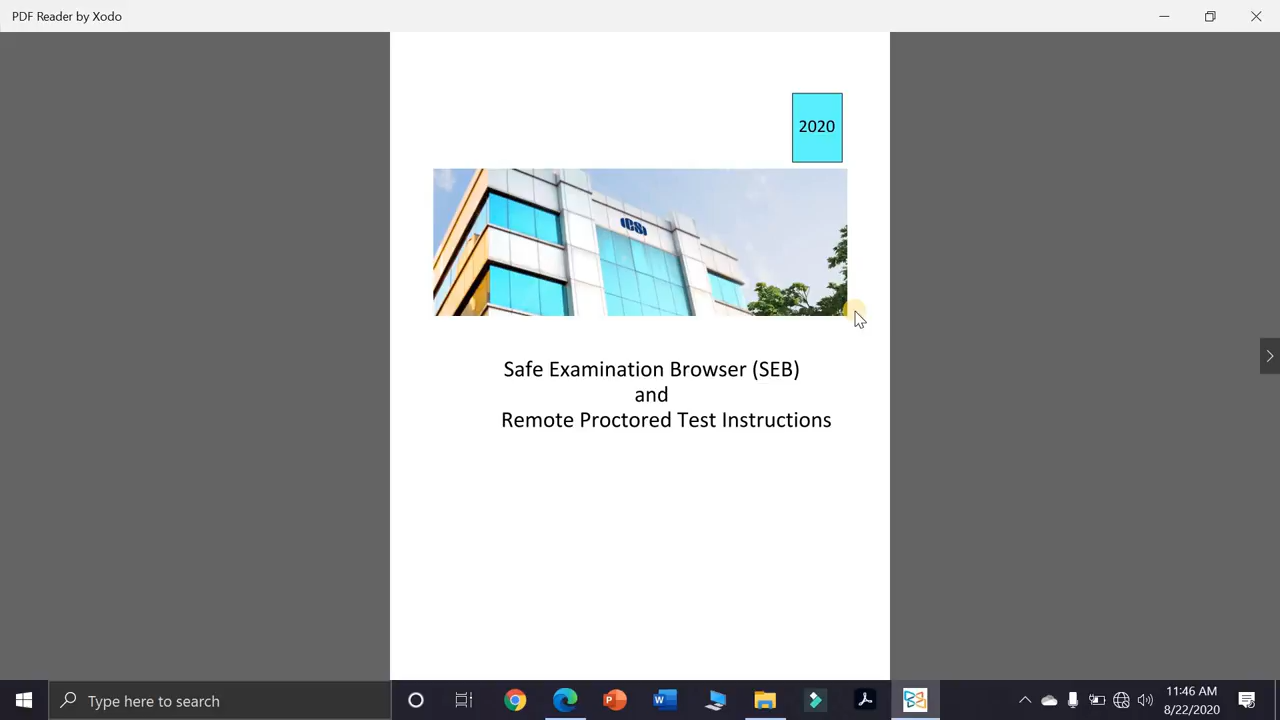 PDF Reader by Xodo
2020
ICSI
Safe Examination Browser (SEB)
and
Remote Proctored Test Instructions
Type here to search
11:46 AM
8/22/2020